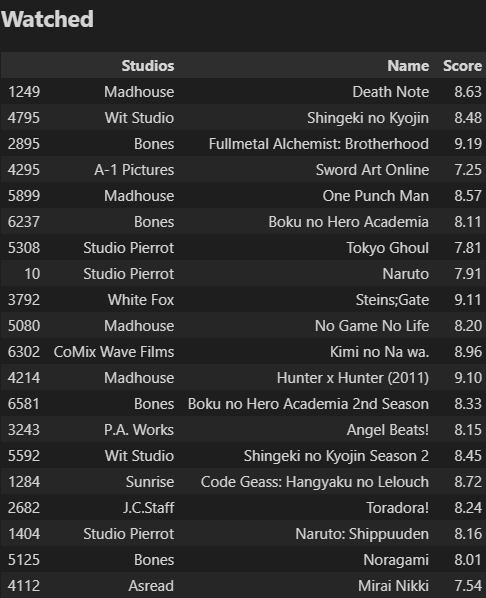 Watched
Studios Name Score
1249 Madhouse Death Note 8.63
4795 Wit Studio Shingeki no Kyojin 8.48
2895 Bones Fullmetal Alchemist: Brotherhood 9.19
4295 A-1 Pictures Sword Art Online 7.25
5899 Madhouse One Punch Man 8.57
6237 Bones Boku no Hero Academia 8.11
5308 Studio Pierrot Tokyo Ghoul 7.81
10 Studio Pierrot Naruto 7.91
3792 White Fox Steins;Gate 9.11
5080 Madhouse No Game No Life 8.20
6302 CoMix Wave Films Kimi no Na wa. 8.96
4214 Madhouse Hunter x Hunter (2011) 9.10
6581 Bones Boku no Hero Academia 2nd Season 8.33
3243 P.A. Works Angel Beats! 8.15
5592 Wit Studio Shingeki no Kyojin Season 2 8.45
1284 Sunrise Code Geass: Hangyaku no Lelouch 8.72
2682 J.C.Staff Toradora! 8.24
1404 Studio Pierrot Naruto: Shippuuden 8.16
5125 Bones Noragami 8.01
4112 Asread Mirai Nikki 7.54